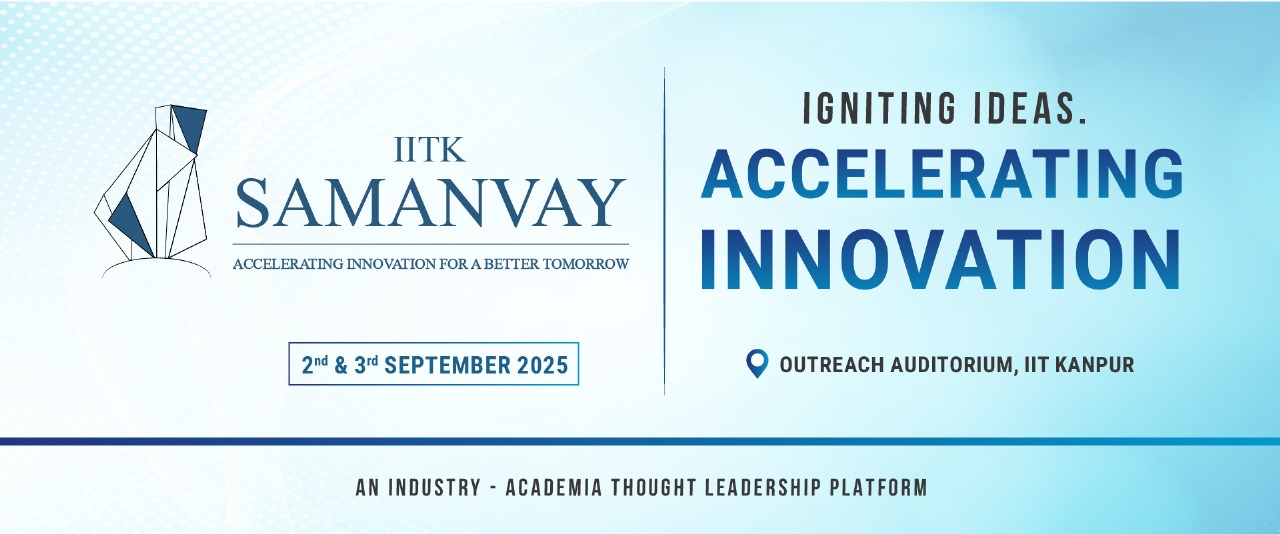 IITK
SAMANVAY
ACCELERATING INNOVATION FOR A BETTER TOMORROW
2nd & 3rd SEPTEMBER 2025
IGNITING IDEAS.
ACCELERATING
INNOVATION
OUTREACH AUDITORIUM, IIT KANPUR
AN INDUSTRY - ACADEMIA THOUGHT LEADERSHIP PLATFORM